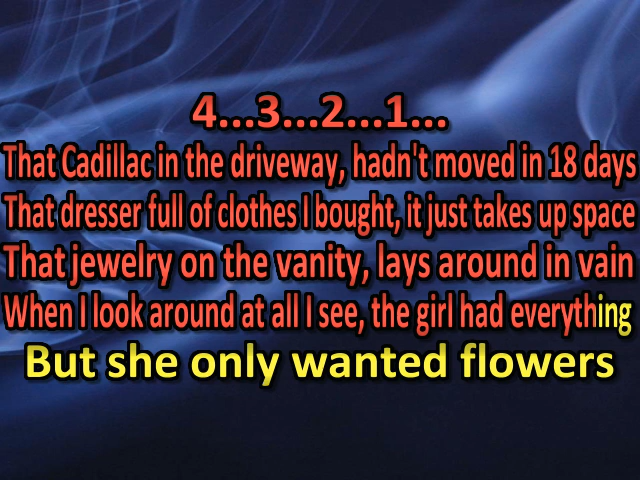 4...3...2...1...
That Cadillac in the driveway, hadn't moved in 18 days
That dresser full of clothes I bought, it just takes up space
That jewelry on the vanity, lays around in vain
When I look around at all I see, the girl had everything
But she only wanted flowers